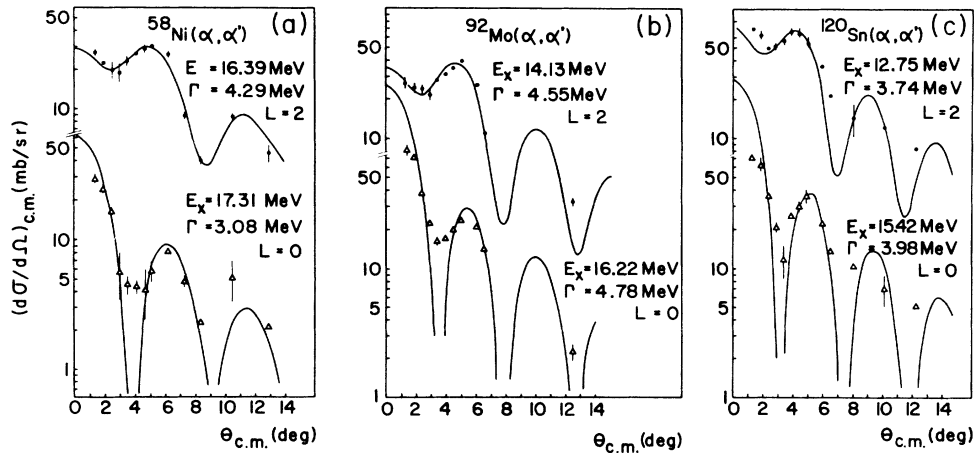 ⁵⁸Ni(α,α') (a)
E = 16.39 MeV
Γ = 4.29 MeV
L = 2
Eₓ = 17.31 MeV
Γ = 3.08 MeV
L = 0
50
10
50
10
5
1
(dσ/dΩ)c.m.(mb/sr)
0 2 4 6 8 10 12 14
θc.m.(deg)
⁹²Mo(α,α') (b)
Eₓ = 14.13 MeV
Γ = 4.55 MeV
L = 2
Eₓ = 16.22 MeV
Γ = 4.78 MeV
L = 0
50
10
50
10
5
1
0 2 4 6 8 10 12 14
θc.m.(deg)
¹²⁰Sn(α,α') (c)
Eₓ = 12.75 MeV
Γ = 3.74 MeV
L = 2
Eₓ = 15.42 MeV
Γ = 3.98 MeV
L = 0
50
10
50
10
5
1
0 2 4 6 8 10 12 14
θc.m.(deg)